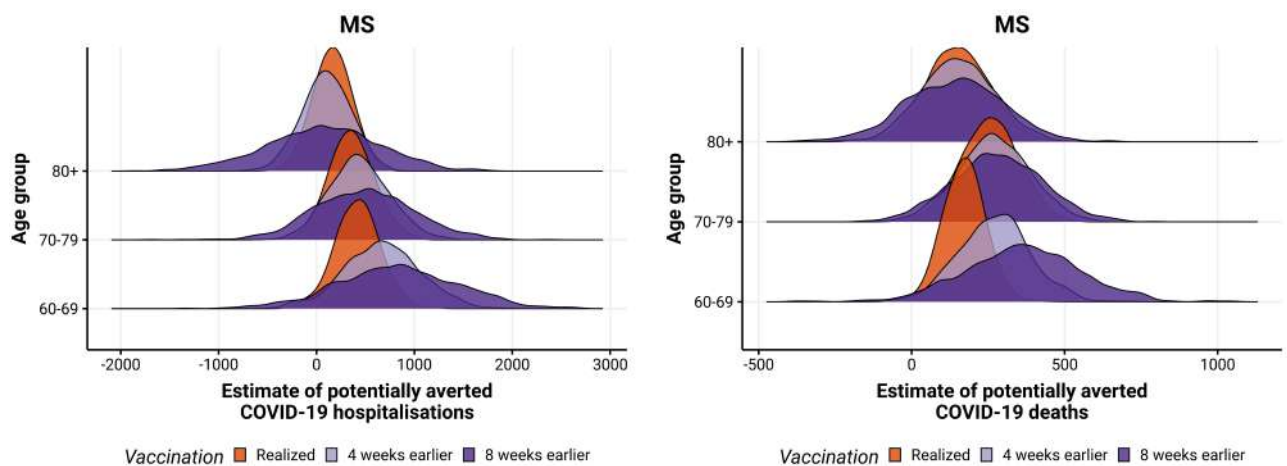 MS
Age group
80+
70-79
60-69
-2000 -1000 0 1000 2000 3000
Estimate of potentially averted
COVID-19 hospitalisations
Vaccination Realized 4 weeks earlier 8 weeks earlier
MS
Age group
80+
70-79
60-69
-500 0 500 1000
Estimate of potentially averted
COVID-19 deaths
Vaccination Realized 4 weeks earlier 8 weeks earlier